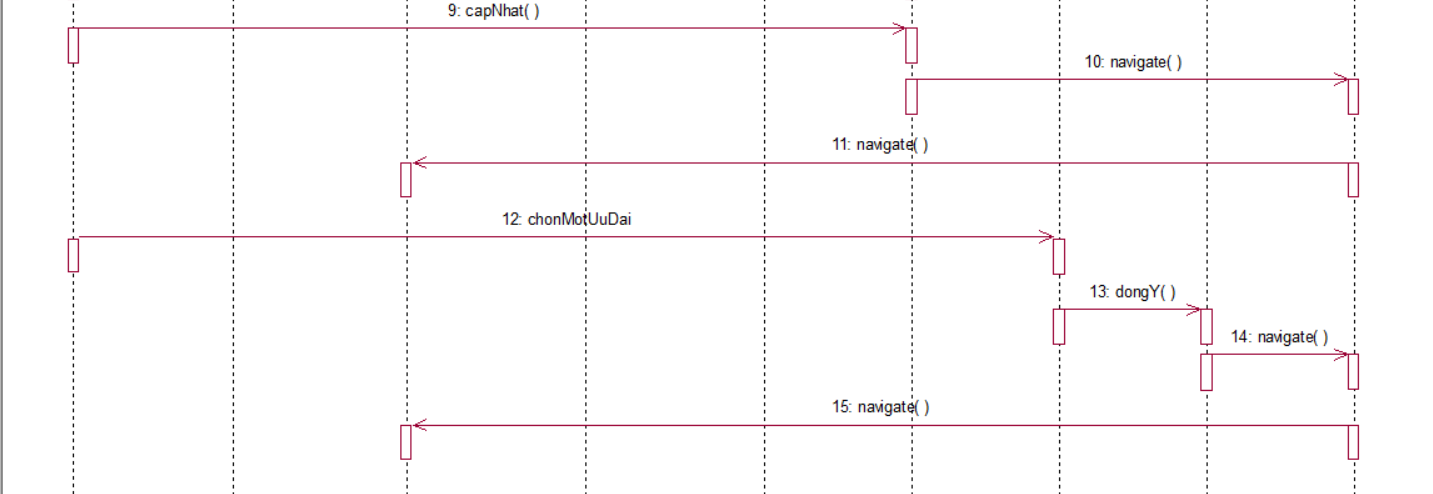 9: capNhat( )
10: navigate( )
11: navigate( )
12: chonMotUuDai
13: dongY( )
14: navigate( )
15: navigate( )